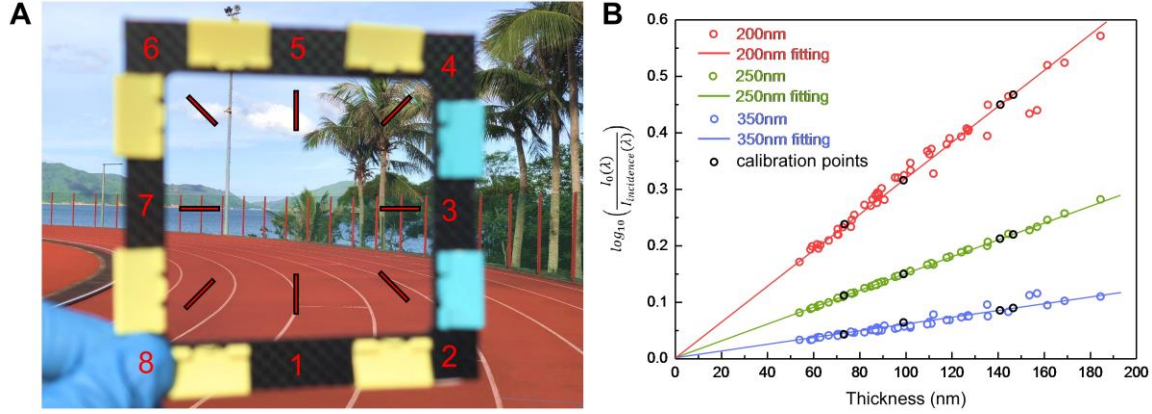 A
6 5 4
7 3
8 1 2
B
0.6
0.5
0.4
0.3
0.2
0.1
0.0
log₁₀(I₀(λ)/Iincidence(λ))
200nm
200nm fitting
250nm
250nm fitting
350nm
350nm fitting
calibration points
0 20 40 60 80 100 120 140 160 180 200
Thickness (nm)